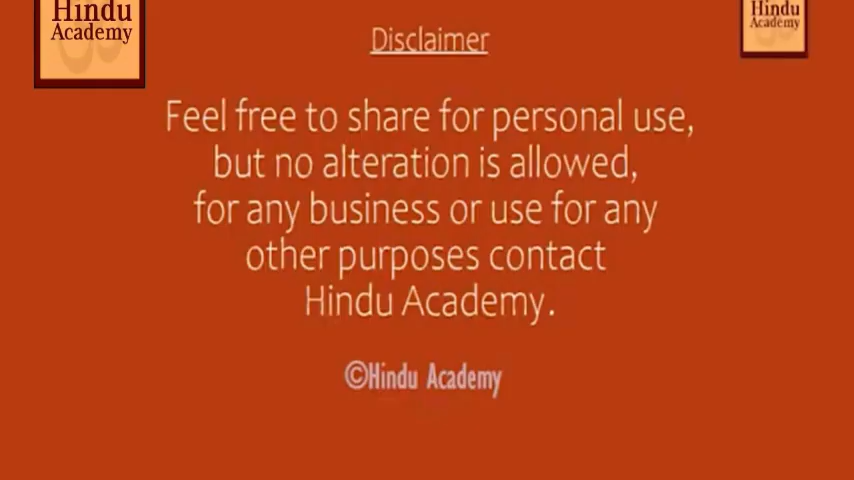 Hindu
Academy
Hindu
Academy
Disclaimer
Feel free to share for personal use,
but no alteration is allowed,
for any business or use for any
other purposes contact
Hindu Academy.
©Hindu Academy